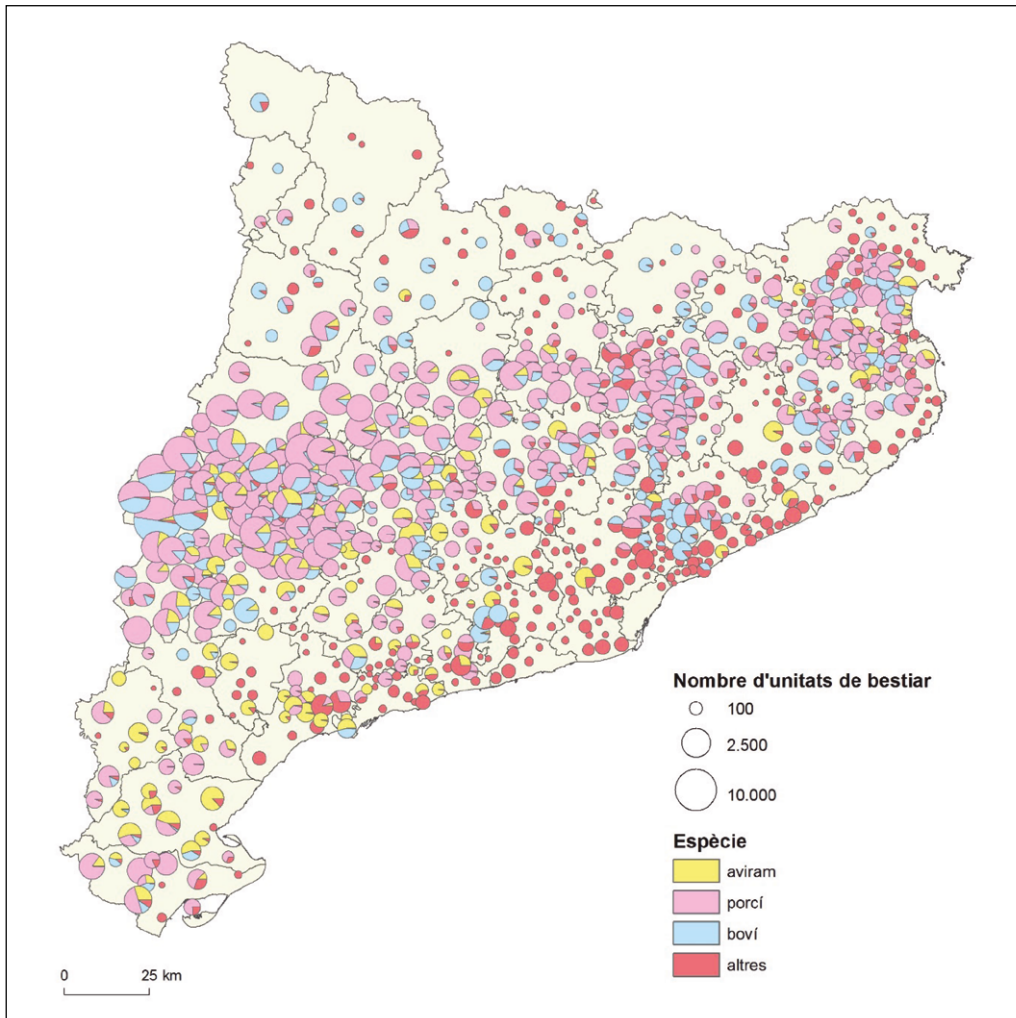 Nombre d'unitats de bestiar
100
2.500
10.000
Espècie
aviram
porcí
boví
altres
0 25 km